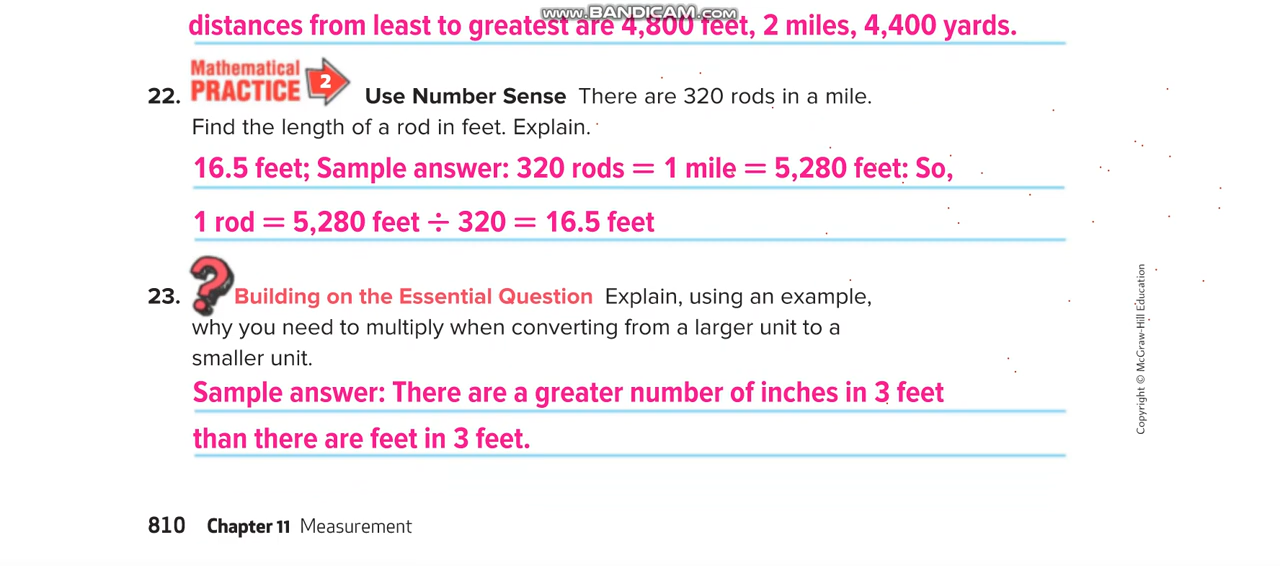 www.BANDICAM.com
distances from least to greatest are 4,800 feet, 2 miles, 4,400 yards.
Mathematical
PRACTICE 2
22. Use Number Sense There are 320 rods in a mile.
Find the length of a rod in feet. Explain.
16.5 feet; Sample answer: 320 rods = 1 mile = 5,280 feet: So,
1 rod = 5,280 feet ÷ 320 = 16.5 feet
23. Building on the Essential Question Explain, using an example,
why you need to multiply when converting from a larger unit to a
smaller unit.
Sample answer: There are a greater number of inches in 3 feet
than there are feet in 3 feet.
810 Chapter 11 Measurement
Copyright © McGraw-Hill Education